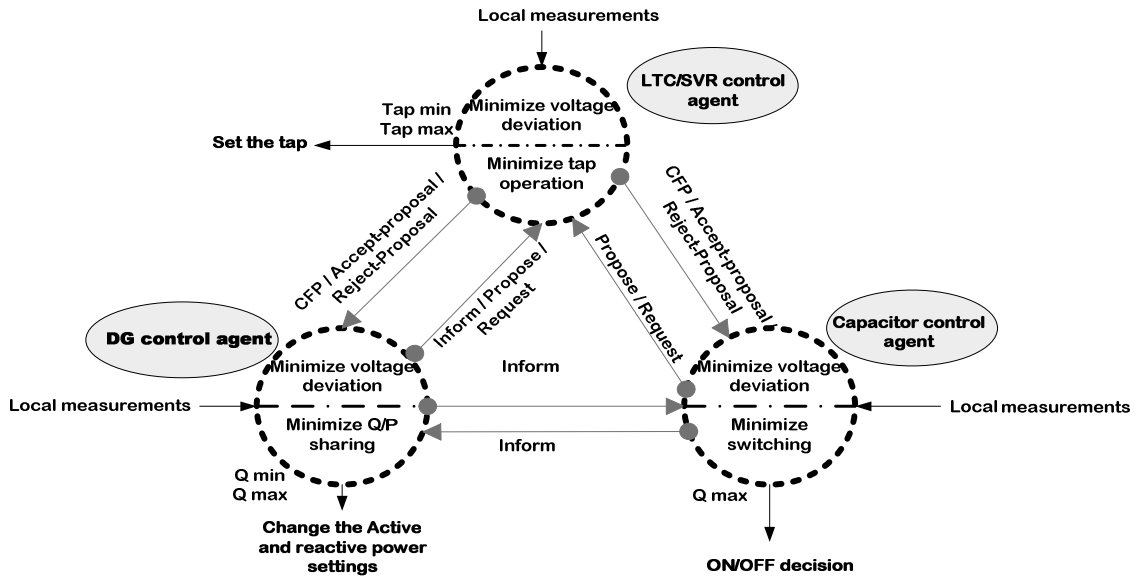 Local measurements
LTC/SVR control
agent
Tap min
Tap max
Minimize voltage
deviation
Set the tap
Minimize tap
operation
CFP / Accept-proposal /
Reject-Proposal
Inform / Propose /
Request
Propose / Request
CFP / Accept-proposal /
Reject-Proposal
DG control agent
Capacitor control
agent
Minimize voltage
deviation
Inform
Minimize voltage
deviation
Local measurements
Minimize Q/P
sharing
Inform
Minimize
switching
Local measurements
Q min
Q max
Q max
Change the Active
and reactive power
settings
ON/OFF decision